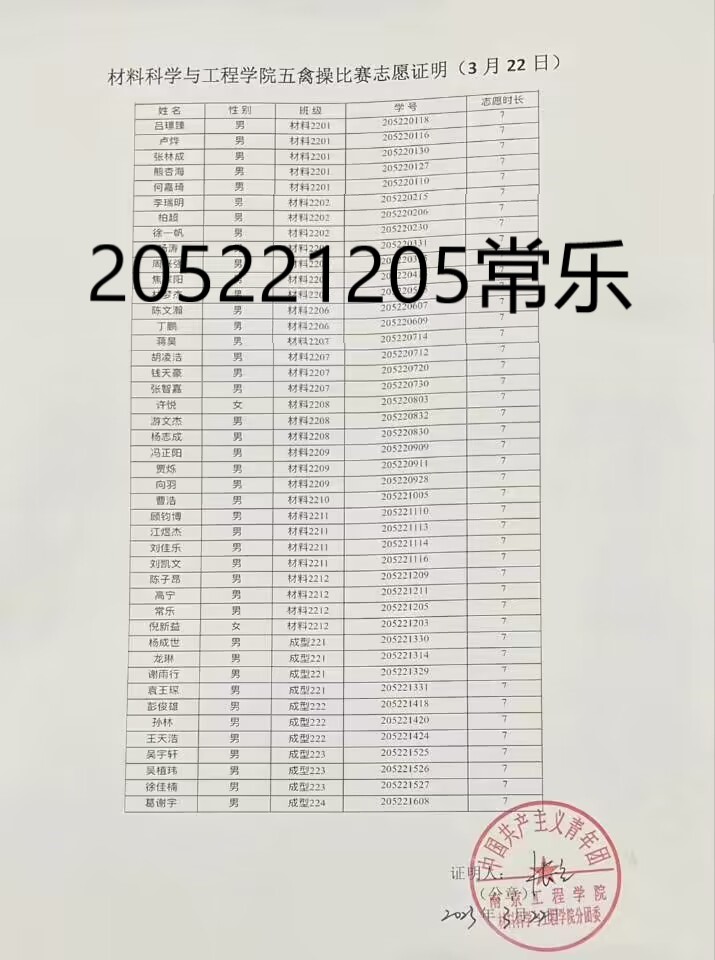 材料科学与工程学院五禽操比赛志愿证明（3 月 22 日）
姓名 性别 班级 学号 志愿时长
吕璟臻 男 材料2201 205220118 7
卢烨 男 材料2201 205220116 7
张林成 男 材料2201 205220130 7
熊杏海 男 材料2201 205220127 7
何嘉琦 男 材料2201 205220110 7
李瑞明 男 材料2202 205220215 7
柏超 男 材料2202 205220206 7
徐一帆 男 材料2202 205220230 7
205221205常乐
陈文瀚 男 材料2206 205220607 7
丁鹏 男 材料2206 205220609 7
蒋昊 男 材料2207 205220714 7
胡凌浩 男 材料2207 205220712 7
钱天豪 男 材料2207 205220720 7
张智嘉 男 材料2207 205220730 7
许悦 女 材料2208 205220803 7
游文杰 男 材料2208 205220832 7
杨志成 男 材料2208 205220830 7
冯正阳 男 材料2209 205220909 7
贾烁 男 材料2209 205220911 7
向羽 男 材料2209 205220928 7
曹浩 男 材料2210 205221005 7
顾钧博 男 材料2211 205221110 7
江煜杰 男 材料2211 205221113 7
刘佳乐 男 材料2211 205221114 7
刘凯文 男 材料2211 205221116 7
陈子昂 男 材料2212 205221209 7
高宁 男 材料2212 205221211 7
常乐 男 材料2212 205221205 7
倪新益 女 材料2212 205221203 7
杨成世 男 成型221 205221330 7
龙琳 男 成型221 205221314 7
谢雨行 男 成型221 205221329 7
袁王琛 男 成型221 205221331 7
彭俊雄 男 成型222 205221418 7
孙林 男 成型222 205221420 7
王天浩 男 成型222 205221424 7
吴宇轩 男 成型223 205221525 7
吴植玮 男 成型223 205221526 7
徐佳楠 男 成型223 205221527 7
葛谢宇 男 成型224 205221608 7
中国共产主义青年团
证明人：
（公章）
南京工程学院
材料科学与工程学院分团委
2023 年 3 月 22 日